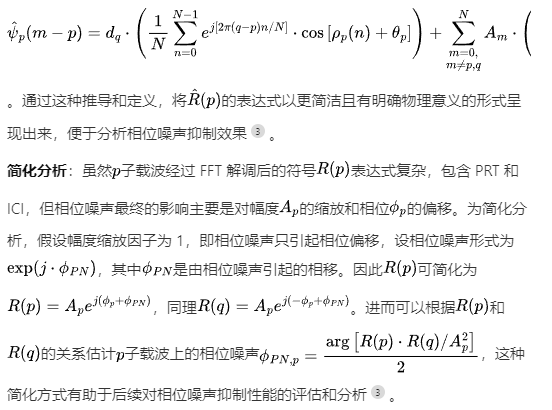 $\hat{\psi}_p(m-p) = d_q \cdot \left( \frac{1}{N} \sum_{n=0}^{N-1} e^{j[2\pi(q-p)n/N]} \cdot \cos\left[\rho_p(n) + \theta_p\right] \right) + \sum_{\substack{m=0, \\ m \neq p,q}}^{N} A_m \cdot \left($
。通过这种推导和定义，将$\hat{R}(p)$的表达式以更简洁且有明确物理意义的形式呈
现出来，便于分析相位噪声抑制效果 3 。
简化分析：虽然$p$子载波经过 FFT 解调后的符号$R(p)$表达式复杂，包含 PRT 和
ICI，但相位噪声最终的影响主要是对幅度$A_p$的缩放和相位$\phi_p$的偏移。为简化分
析，假设幅度缩放因子为 1，即相位噪声只引起相位偏移，设相位噪声形式为
$\exp(j \cdot \phi_{PN})$，其中$\phi_{PN}$是由相位噪声引起的相移。因此$R(p)$可简化为
$R(p) = A_p e^{j(\phi_p + \phi_{PN})}$，同理$R(q) = A_p e^{j(-\phi_p + \phi_{PN})}$。进而可以根据$R(p)$和
$R(q)$的关系估计$p$子载波上的相位噪声$\phi_{PN,p} = \frac{\arg\left[R(p) \cdot R(q)/A_p^2\right]}{2}$，这种
简化方式有助于后续对相位噪声抑制性能的评估和分析 3 。